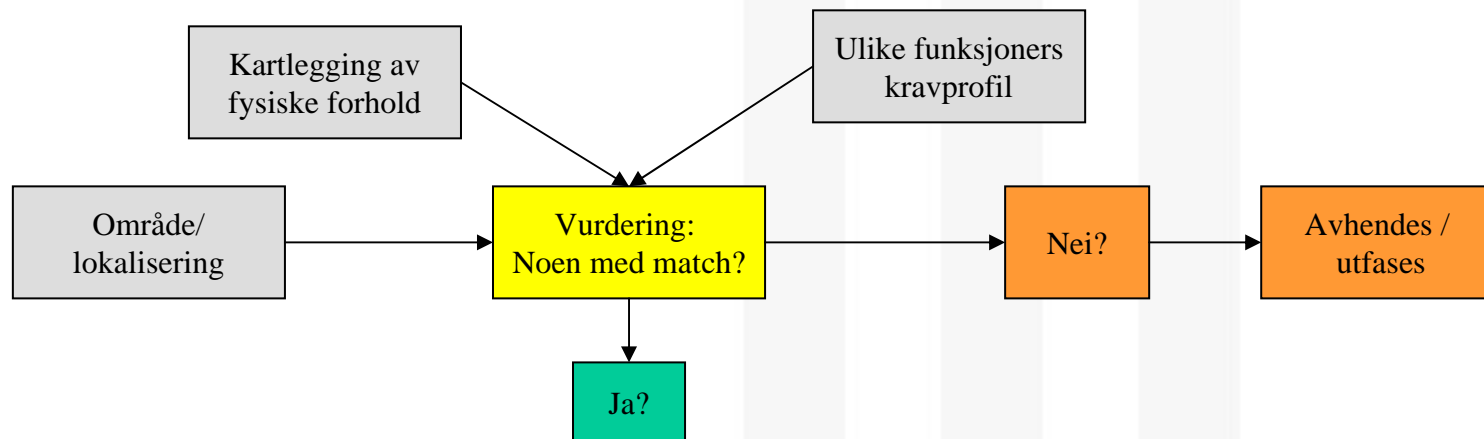 Kartlegging av
fysiske forhold
Ulike funksjoners
kravprofil
Område/
lokalisering
Vurdering:
Noen med match?
Nei?
Avhendes /
utfases
Ja?